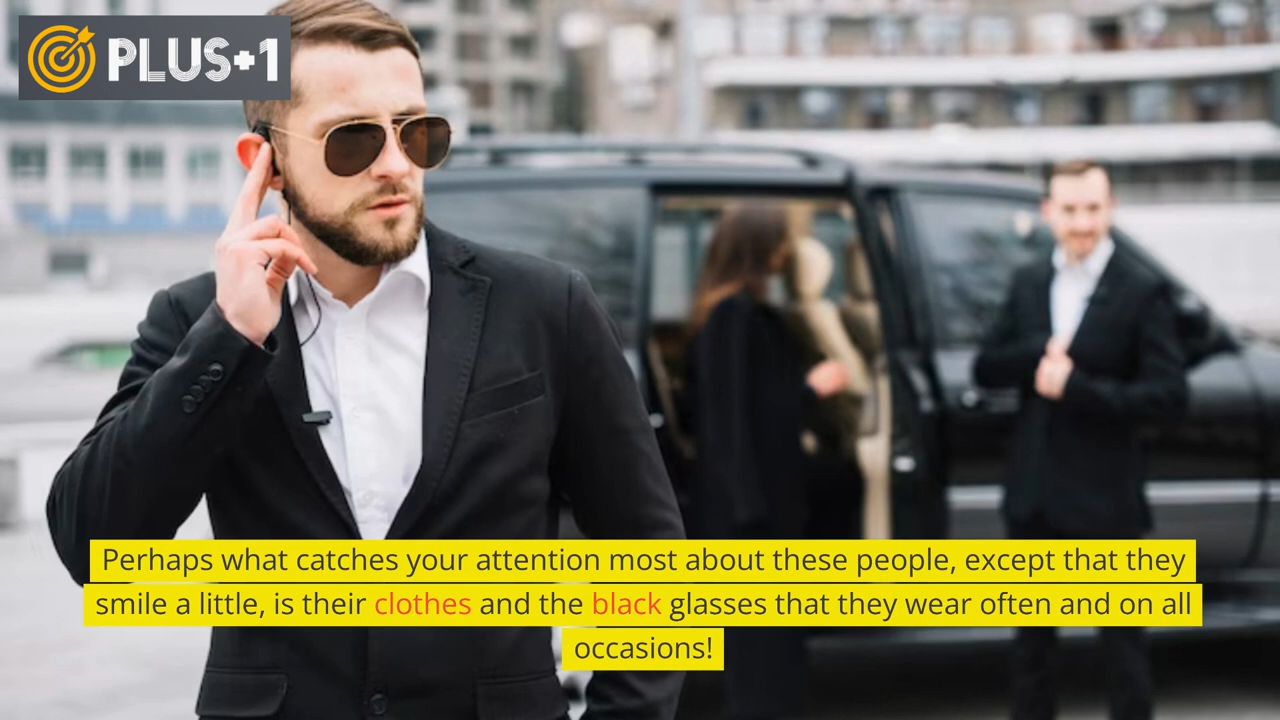 PLUS+1
Perhaps what catches your attention most about these people, except that they
smile a little, is their clothes and the black glasses that they wear often and on all
occasions!